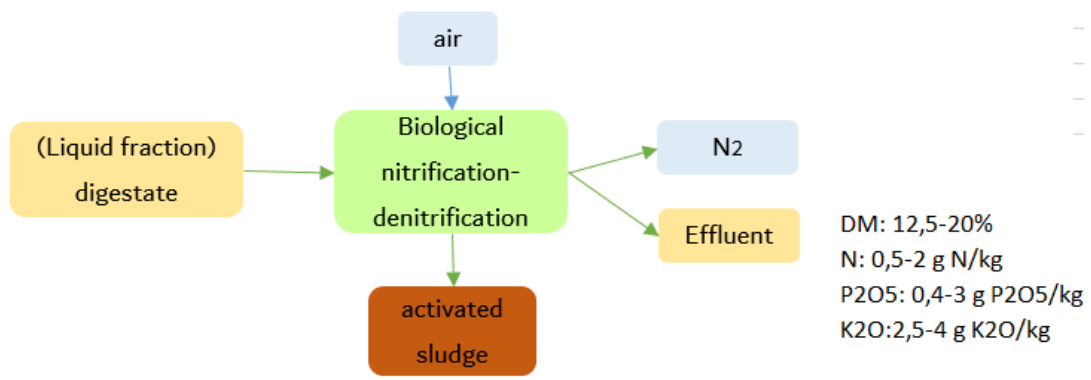 air
(Liquid fraction)
digestate
Biological
nitrification-
denitrification
N2
Effluent
activated
sludge
DM: 12,5-20%
N: 0,5-2 g N/kg
P2O5: 0,4-3 g P2O5/kg
K2O:2,5-4 g K2O/kg